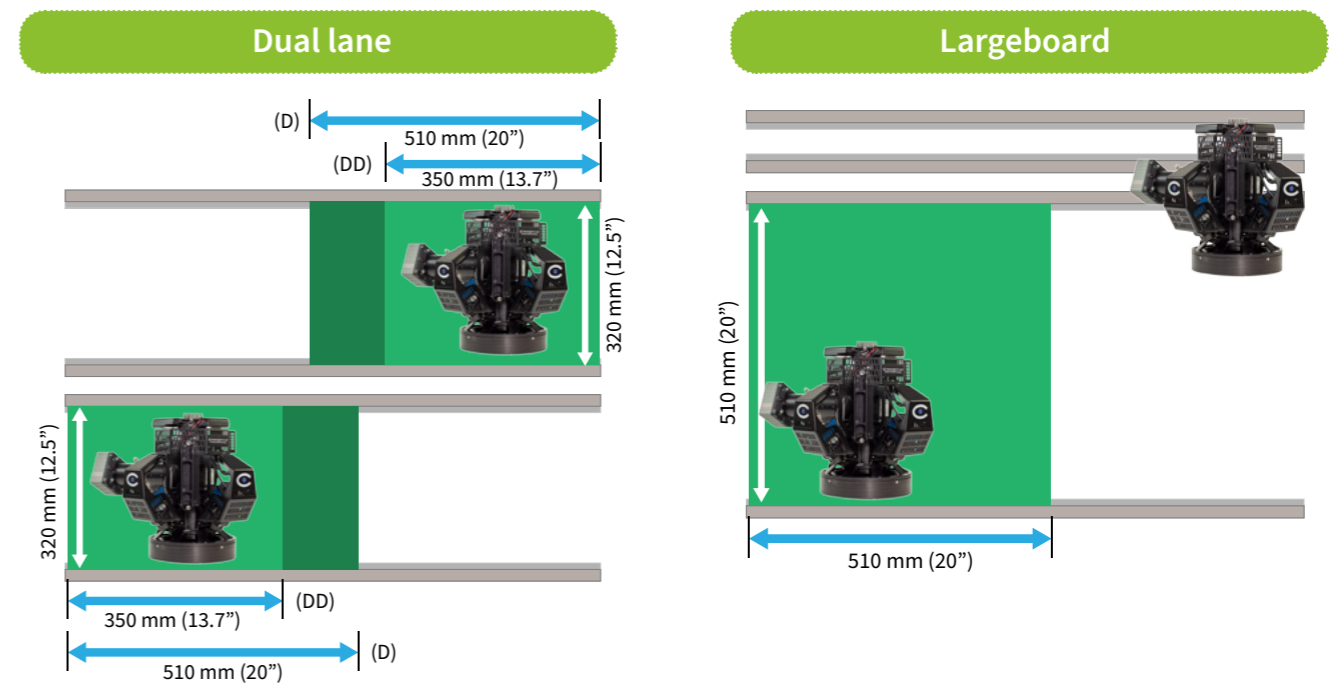 Dual lane
(D)
510 mm (20”)
(DD)
350 mm (13.7”)
320 mm (12.5”)
320 mm (12.5”)
350 mm (13.7”)
(DD)
510 mm (20”)
(D)
Largeboard
510 mm (20”)
510 mm (20”)